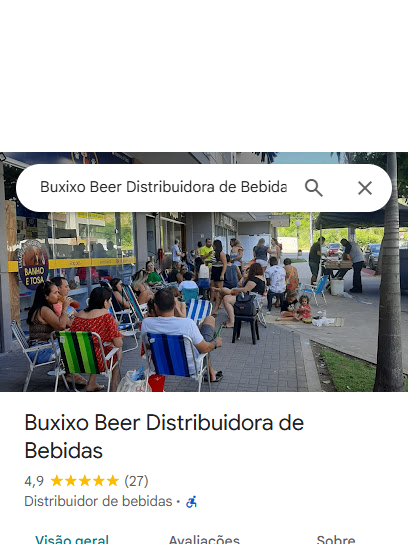 Buxixo Beer Distribuidora de Bebida
BANHO
E TOSA
Buxixo Beer Distribuidora de
Bebidas
4,9 (27)
Distribuidor de bebidas ·
Visão geral
Avaliações
Sobre